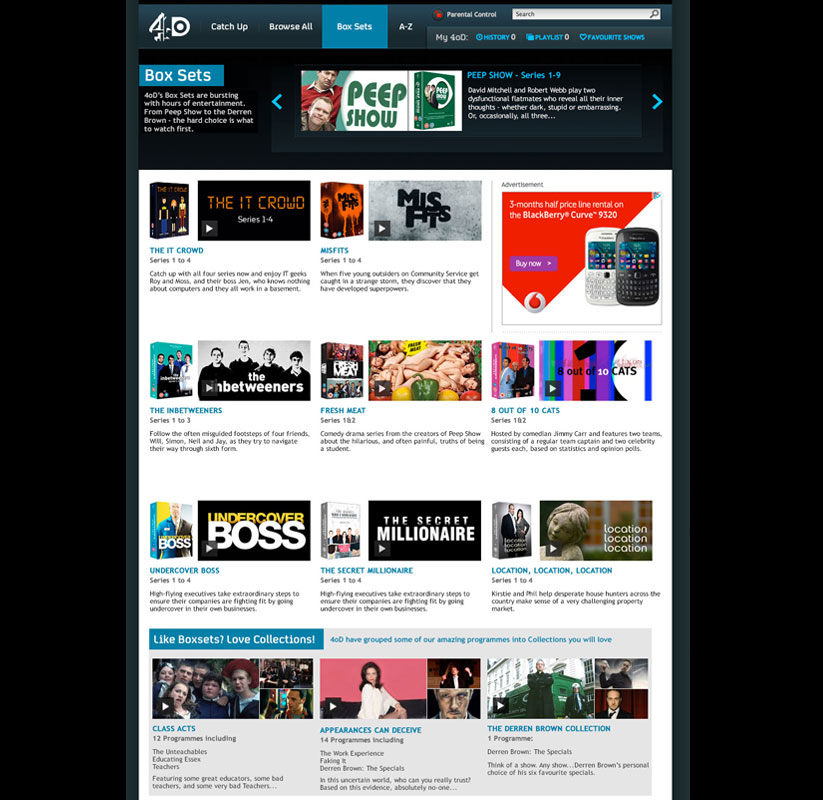 4oD
Catch Up
Browse All
Box Sets
A-Z
Parental Control
Search
My 4oD:
HISTORY 0
PLAYLIST 0
FAVOURITE SHOWS
Box Sets
4oD's Box Sets are bursting
with hours of entertainment.
From Peep Show to the Derren
Brown - the hard choice is what
to watch first.
PEEP
SHOW
PEEP SHOW - Series 1-9
David Mitchell and Robert Webb play two
dysfunctional flatmates who reveal all their inner
thoughts - whether dark, stupid or embarrassing.
Or, occasionally, all three...
THE IT CROWD
Series 1-4
THE IT CROWD
Series 1 to 4
Catch up with all four series now and enjoy IT geeks
Roy and Moss, and their boss Jen, who knows nothing
about computers and they all work in a basement.
MIS
FITS
MISFITS
Series 1 to 4
When five young outsiders on Community Service get
caught in a strange storm, they discover that they
have developed superpowers.
Advertisement
3-months half price line rental on
the BlackBerry® Curve™ 9320
Buy now >
the
inbetweeners
THE INBETWEENERS
Series 1 to 3
Follow the often misguided footsteps of four friends,
Will, Simon, Neil and Jay, as they try to navigate
their way through sixth form.
FRESH
MEAT
FRESH MEAT
FRESH MEAT
Series 1&2
Comedy drama series from the creators of Peep Show
about the hilarious, and often painful, truths of being
a student.
8 out of 10 CATS
8 OUT OF 10 CATS
Series 1&2
Hosted by comedian Jimmy Carr and features two teams,
consisting of a regular team captain and two celebrity
guests each, based on statistics and opinion polls.
UNDERCOVER
BOSS
UNDERCOVER
BOSS
UNDERCOVER BOSS
Series 1 to 4
High-flying executives take extraordinary steps to
ensure their companies are fighting fit by going
undercover in their own businesses.
THE SECRET
MILLIONAIRE
THE SECRET MILLIONAIRE
Series 1 to 4
High-flying executives take extraordinary steps to
ensure their companies are fighting fit by going
undercover in their own businesses.
location
location
location
LOCATION, LOCATION, LOCATION
Series 1 to 4
Kirstie and Phil help desperate house hunters across the
country make sense of a very challenging property
market.
Like Boxsets? Love Collections!
4oD have grouped some of our amazing programmes into Collections you will love
CLASS ACTS
12 Programmes including
The Unteachables
Educating Essex
Teachers
Featuring some great educators, some bad
teachers, and some very bad Teachers...
APPEARANCES CAN DECEIVE
14 Programmes including
The Work Experience
Faking It
Derren Brown: The Specials
In this uncertain world, who can you really trust?
Based on this evidence, absolutely no-one...
THE DERREN BROWN COLLECTION
1 Programme:
Derren Brown: The Specials
Think of a show. Any show...Derren Brown's personal
choice of his six favourite specials.